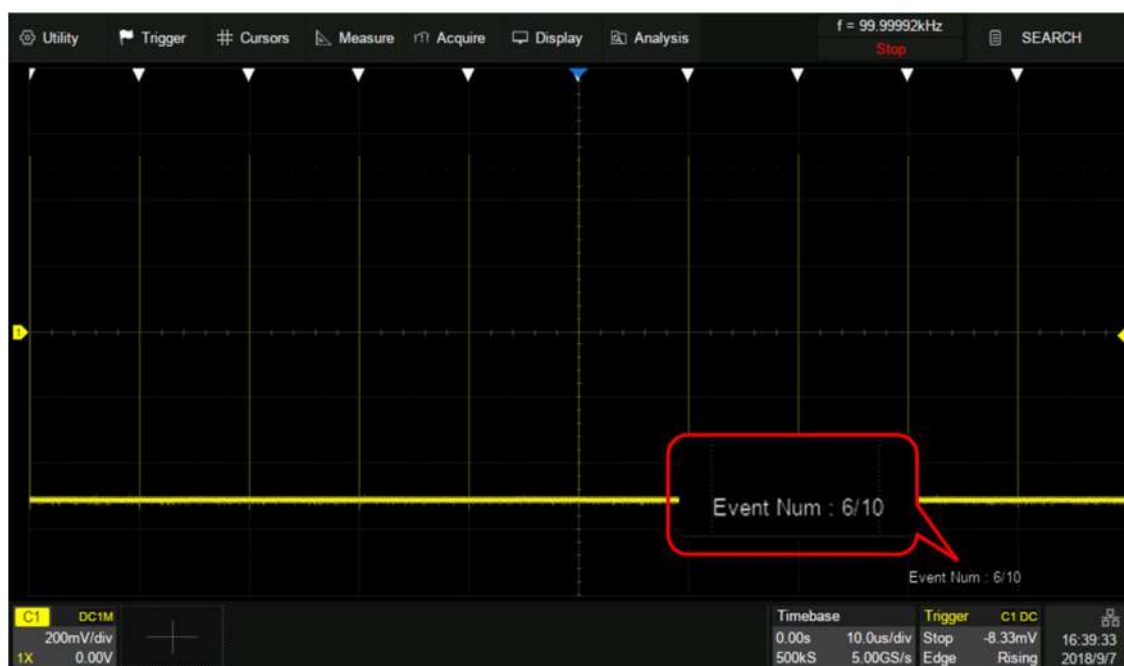 Utility Trigger Cursors Measure Acquire Display Analysis
f = 99.99992kHz
Stop
SEARCH
1
Event Num : 6/10
Event Num : 6/10
C1 DC1M
200mV/div
1X 0.00V
Timebase
0.00s 10.0us/div
500kS 5.00GS/s
Trigger C1 DC
Stop -8.33mV
Edge Rising
16:39:33
2018/9/7